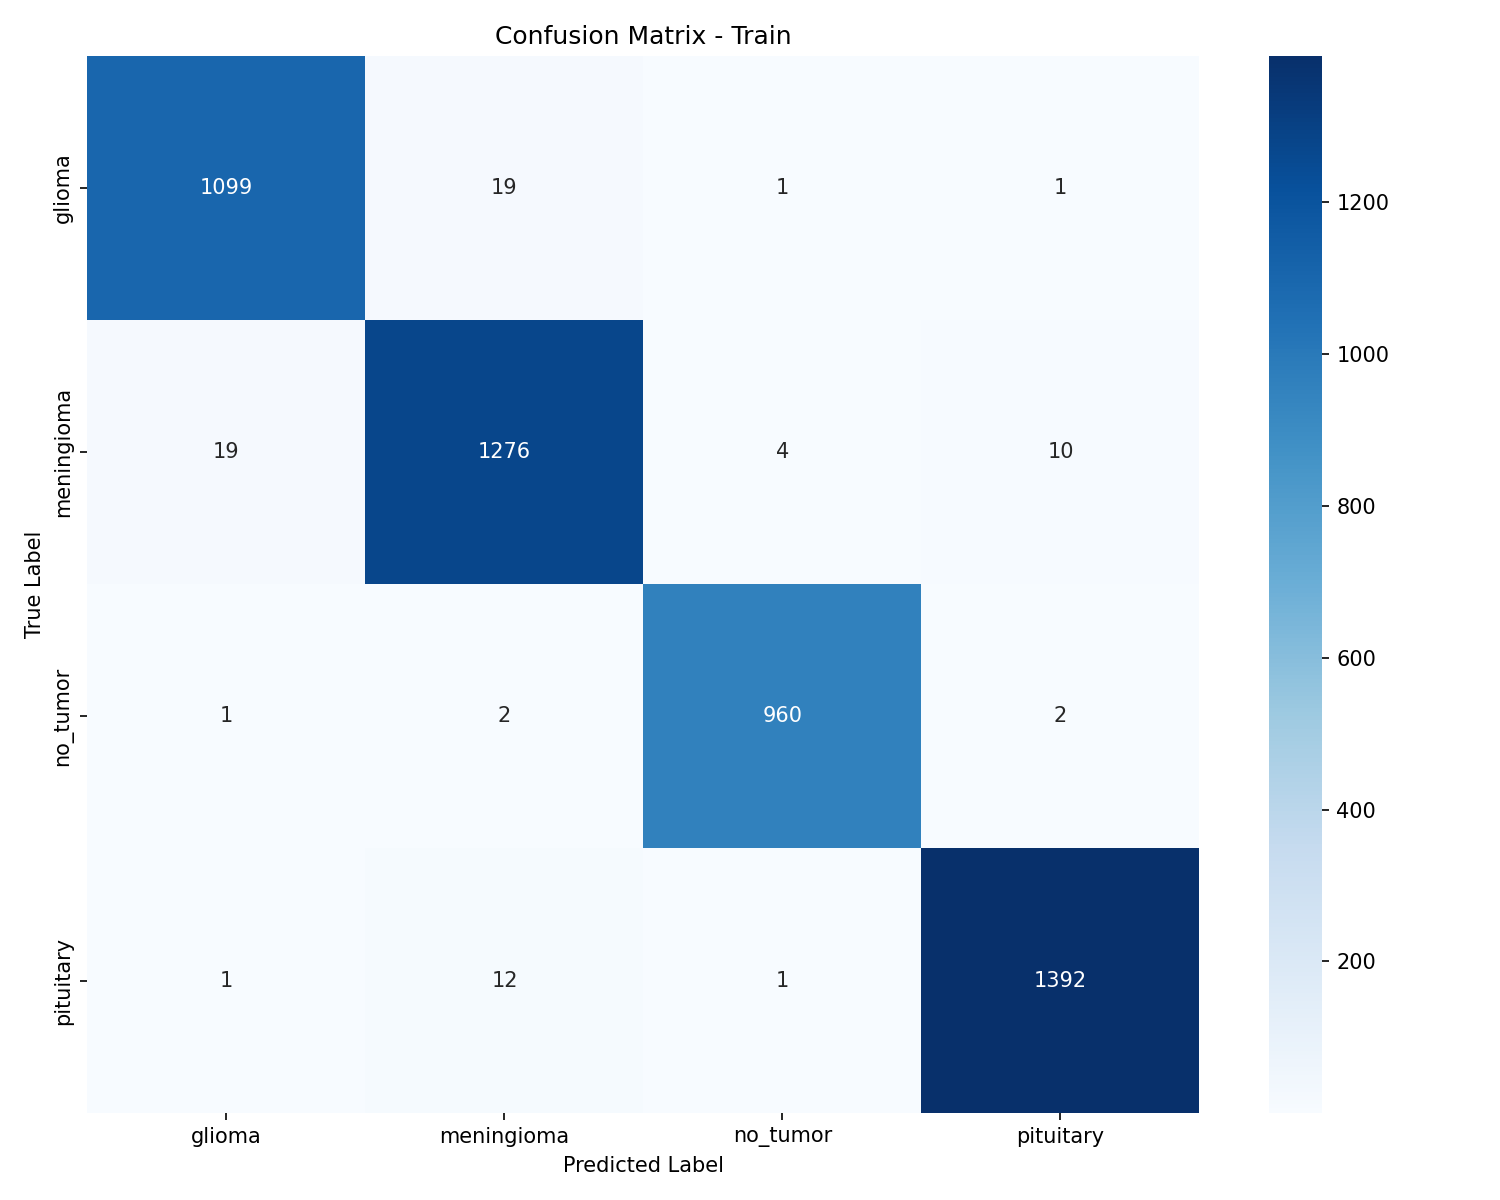 Confusion Matrix - Train
glioma 1099 19 1 1
meningioma 19 1276 4 10
no_tumor 1 2 960 2
pituitary 1 12 1 1392
glioma meningioma no_tumor pituitary
Predicted Label
True Label
1200
1000
800
600
400
200